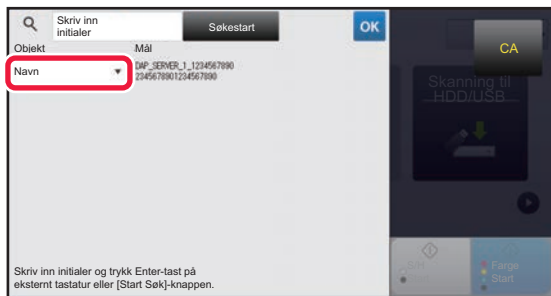 Skriv inn
initialer
Søkestart
OK
CA
Objekt
Mål
Navn
DAP_SERVER_1_1234567890
2345678901234567890
Skanning til
HDD/USB
Skriv inn initialer og trykk Enter-tast på
eksternt tastatur eller [Start Søk]-knappen.
Farge
Start